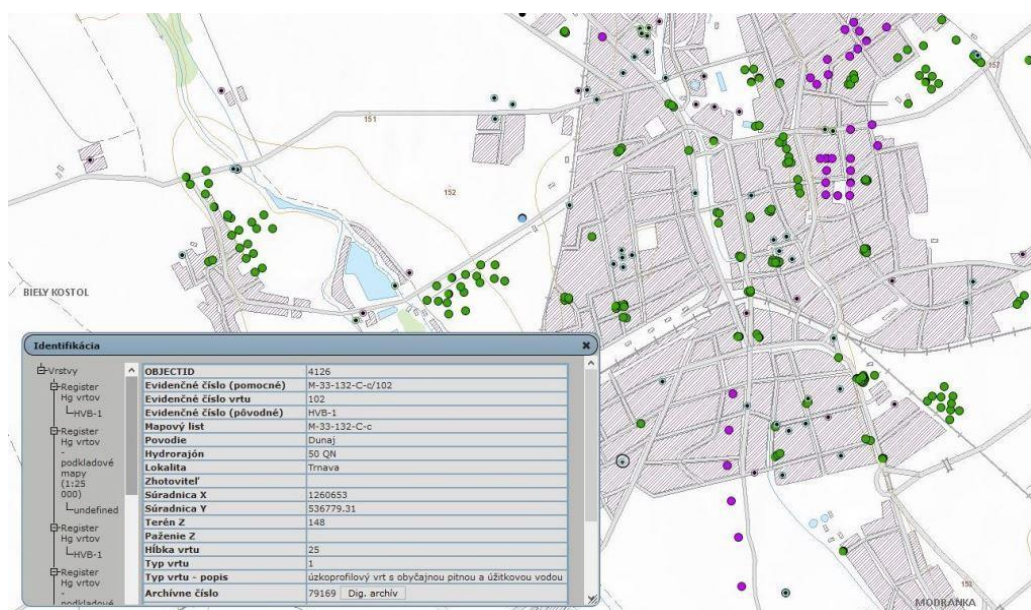 151
152
157
BIELY KOSTOL
Identifikácia
Vrstvy
Register
Hg vrtov
HVB-1
Register
Hg vrtov
-
podkladové
mapy
(1:25
000)
undefined
Register
Hg vrtov
HVB-1
Register
Hg vrtov
-
podkladové
OBJECTID 4126
Evidenčné číslo (pomocné) M-33-132-C-c/102
Evidenčné číslo vrtu 102
Evidenčné číslo (pôvodné) HVB-1
Mapový list M-33-132-C-c
Povodie Dunaj
Hydrorajón 50 QN
Lokalita Trnava
Zhotoviteľ
Súradnica X 1260653
Súradnica Y 536779.31
Terén Z 148
Paženie Z
Hĺbka vrtu 25
Typ vrtu 1
Typ vrtu - popis úzkoprofilový vrt s obyčajnou pitnou a úžitkovou vodou
Archívne číslo 79169 Dig. archív
MODRANKA